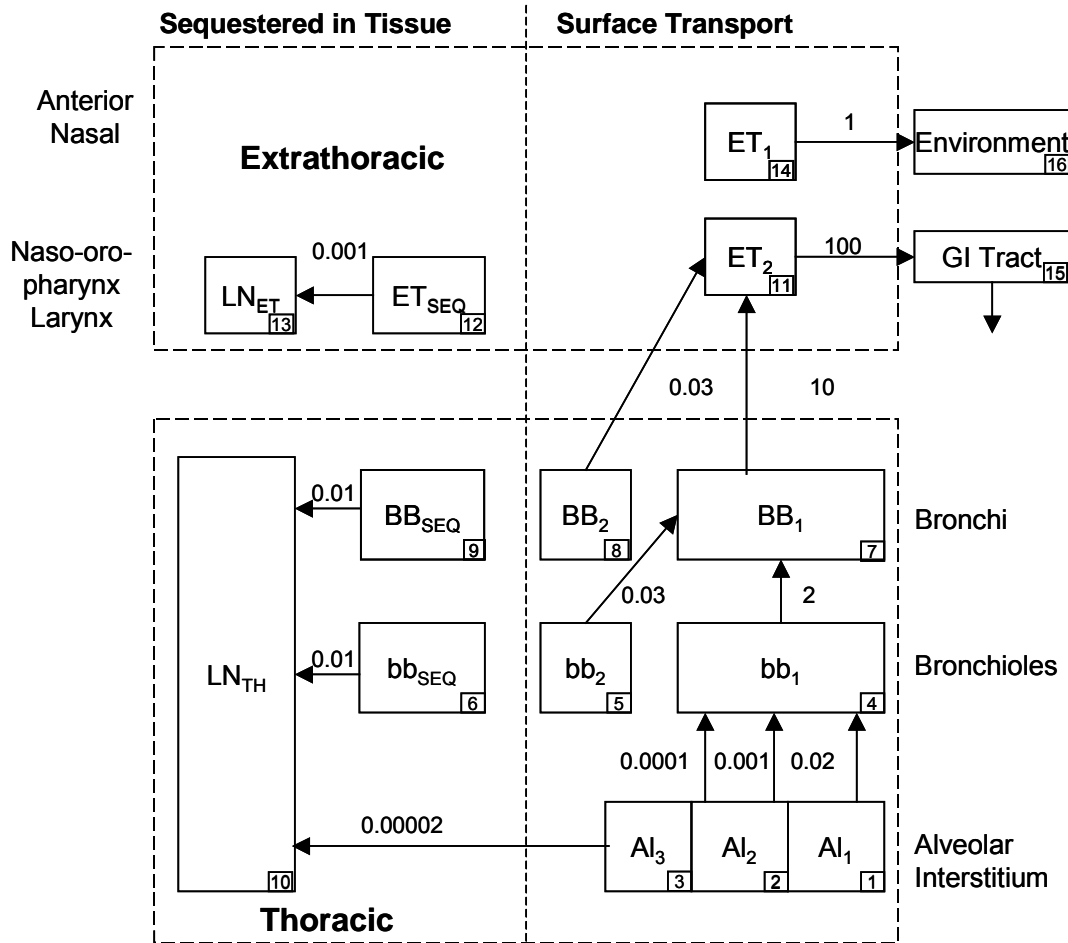 Sequestered in Tissue
Surface Transport
Anterior
Nasal
Extrathoracic
ET1
14
1
Environment
16
Naso-oro-
pharynx
Larynx
LNET
13
0.001
ETSEQ
12
ET2
11
100
GI Tract
15
0.03
10
LNTH
10
0.01
BBSEQ
9
BB2
8
BB1
7
Bronchi
0.03
2
0.01
bbSEQ
6
bb2
5
bb1
4
Bronchioles
0.0001
0.001
0.02
0.00002
AI3
3
AI2
2
AI1
1
Alveolar
Interstitium
Thoracic